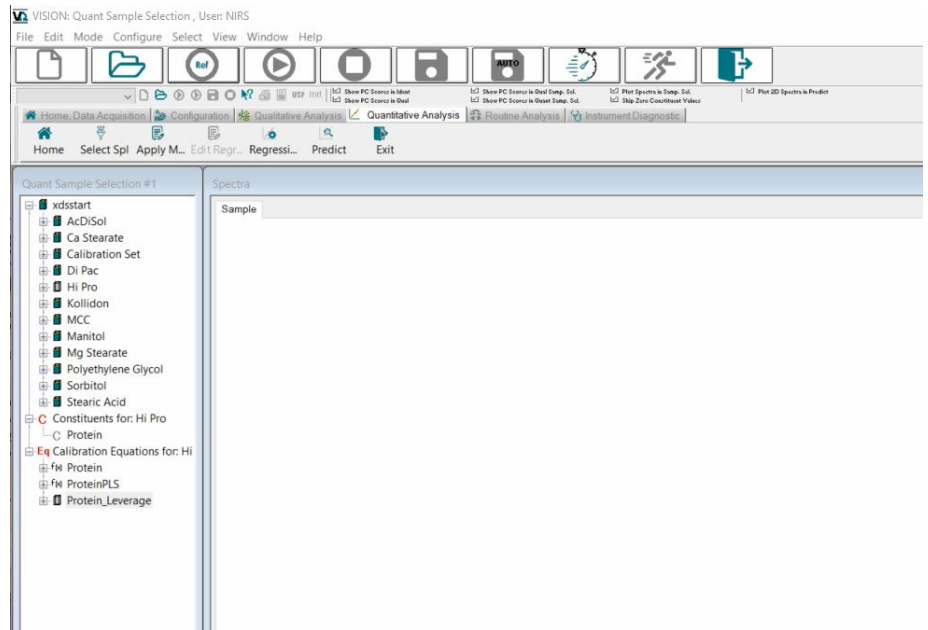 VISION: Quant Sample Selection , User: NIRS
File Edit Mode Configure Select View Window Help
Ref AUTO
USP Show PC Scores in Ident Show PC Scores in Qual Samp. Sel. Plot Spectra in Samp. Sel. Plot 2D Spectra in Predict
Show PC Scores in Qual Show PC Scores in Quant Samp. Sel. Skip Zero Constituent Values
Home, Data Acquisition Configuration Qualitative Analysis Quantitative Analysis Routine Analysis Instrument Diagnostic
Home Select Spl Apply M... Edit Regr... Regressi... Predict Exit
Quant Sample Selection #1 Spectra
Sample
xdsstart
AcDiSol
Ca Stearate
Calibration Set
Di Pac
Hi Pro
Kollidon
MCC
Manitol
Mg Stearate
Polyethylene Glycol
Sorbitol
Stearic Acid
C Constituents for: Hi Pro
C Protein
Eq Calibration Equations for: Hi
Protein
ProteinPLS
Protein_Leverage